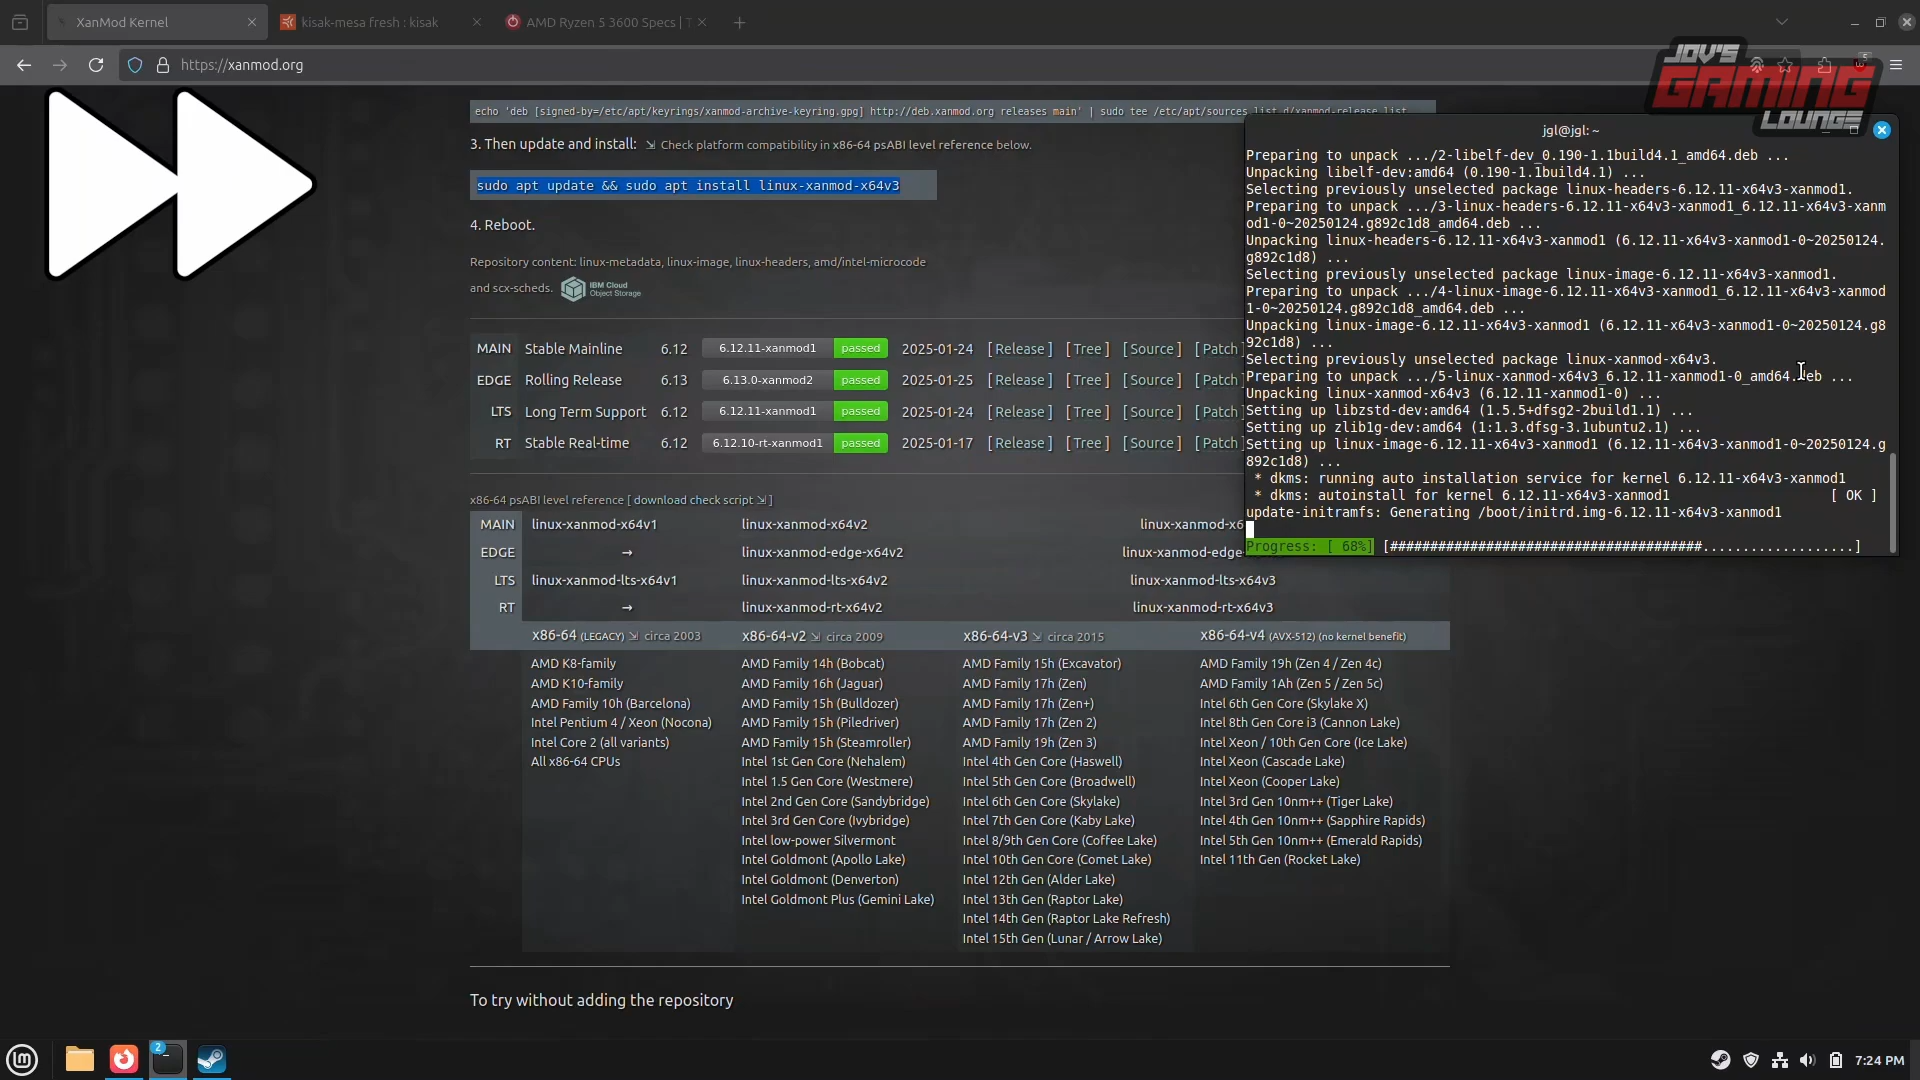 XanMod Kernel
kisak-mesa fresh : kisak
AMD Ryzen 5 3600 Specs | T
https://xanmod.org
JGV'S
GAMING
LOUNGE
echo 'deb [signed-by=/etc/apt/keyrings/xanmod-archive-keyring.gpg] http://deb.xanmod.org releases main' | sudo tee /etc/apt/sources.list.d/xanmod-release.list
3. Then update and install: Check platform compatibility in x86-64 psABI level reference below.
sudo apt update && sudo apt install linux-xanmod-x64v3
4. Reboot.
Repository content: linux-metadata, linux-image, linux-headers, amd/intel-microcode
and scx-scheds. IBM Cloud
Object Storage
MAIN Stable Mainline 6.12 6.12.11-xanmod1 passed 2025-01-24 [ Release ] [ Tree ] [ Source ] [ Patch
EDGE Rolling Release 6.13 6.13.0-xanmod2 passed 2025-01-25 [ Release ] [ Tree ] [ Source ] [ Patch
LTS Long Term Support 6.12 6.12.11-xanmod1 passed 2025-01-24 [ Release ] [ Tree ] [ Source ] [ Patch
RT Stable Real-time 6.12 6.12.10-rt-xanmod1 passed 2025-01-17 [ Release ] [ Tree ] [ Source ] [ Patch
x86-64 psABI level reference [ download check script ]
MAIN linux-xanmod-x64v1 linux-xanmod-x64v2 linux-xanmod-x6
EDGE → linux-xanmod-edge-x64v2 linux-xanmod-edge-
LTS linux-xanmod-lts-x64v1 linux-xanmod-lts-x64v2 linux-xanmod-lts-x64v3
RT → linux-xanmod-rt-x64v2 linux-xanmod-rt-x64v3
x86-64 (LEGACY) circa 2003 x86-64-v2 circa 2009 x86-64-v3 circa 2015 x86-64-v4 (AVX-512) (no kernel benefit)
AMD K8-family AMD Family 14h (Bobcat) AMD Family 15h (Excavator) AMD Family 19h (Zen 4 / Zen 4c)
AMD K10-family AMD Family 16h (Jaguar) AMD Family 17h (Zen) AMD Family 1Ah (Zen 5 / Zen 5c)
AMD Family 10h (Barcelona) AMD Family 15h (Bulldozer) AMD Family 17h (Zen+) Intel 6th Gen Core (Skylake X)
Intel Pentium 4 / Xeon (Nocona) AMD Family 15h (Piledriver) AMD Family 17h (Zen 2) Intel 8th Gen Core i3 (Cannon Lake)
Intel Core 2 (all variants) AMD Family 15h (Steamroller) AMD Family 19h (Zen 3) Intel Xeon / 10th Gen Core (Ice Lake)
All x86-64 CPUs Intel 1st Gen Core (Nehalem) Intel 4th Gen Core (Haswell) Intel Xeon (Cascade Lake)
Intel 1.5 Gen Core (Westmere) Intel 5th Gen Core (Broadwell) Intel Xeon (Cooper Lake)
Intel 2nd Gen Core (Sandybridge) Intel 6th Gen Core (Skylake) Intel 3rd Gen 10nm++ (Tiger Lake)
Intel 3rd Gen Core (Ivybridge) Intel 7th Gen Core (Kaby Lake) Intel 4th Gen 10nm++ (Sapphire Rapids)
Intel low-power Silvermont Intel 8/9th Gen Core (Coffee Lake) Intel 5th Gen 10nm++ (Emerald Rapids)
Intel Goldmont (Apollo Lake) Intel 10th Gen Core (Comet Lake) Intel 11th Gen (Rocket Lake)
Intel Goldmont (Denverton) Intel 12th Gen (Alder Lake)
Intel Goldmont Plus (Gemini Lake) Intel 13th Gen (Raptor Lake)
Intel 14th Gen (Raptor Lake Refresh)
Intel 15th Gen (Lunar / Arrow Lake)
To try without adding the repository
jgl@jgl: ~
Preparing to unpack .../2-libelf-dev_0.190-1.1build4.1_amd64.deb ...
Unpacking libelf-dev:amd64 (0.190-1.1build4.1) ...
Selecting previously unselected package linux-headers-6.12.11-x64v3-xanmod1.
Preparing to unpack .../3-linux-headers-6.12.11-x64v3-xanmod1_6.12.11-x64v3-xanm
od1-0~20250124.g892c1d8_amd64.deb ...
Unpacking linux-headers-6.12.11-x64v3-xanmod1 (6.12.11-x64v3-xanmod1-0~20250124.
g892c1d8) ...
Selecting previously unselected package linux-image-6.12.11-x64v3-xanmod1.
Preparing to unpack .../4-linux-image-6.12.11-x64v3-xanmod1_6.12.11-x64v3-xanmod
1-0~20250124.g892c1d8_amd64.deb ...
Unpacking linux-image-6.12.11-x64v3-xanmod1 (6.12.11-x64v3-xanmod1-0~20250124.g8
92c1d8) ...
Selecting previously unselected package linux-xanmod-x64v3.
Preparing to unpack .../5-linux-xanmod-x64v3_6.12.11-xanmod1-0_amd64.deb ...
Unpacking linux-xanmod-x64v3 (6.12.11-xanmod1-0) ...
Setting up libzstd-dev:amd64 (1.5.5+dfsg2-2build1.1) ...
Setting up zlib1g-dev:amd64 (1:1.3.dfsg-3.1ubuntu2.1) ...
Setting up linux-image-6.12.11-x64v3-xanmod1 (6.12.11-x64v3-xanmod1-0~20250124.g
892c1d8) ...
* dkms: running auto installation service for kernel 6.12.11-x64v3-xanmod1
* dkms: autoinstall for kernel 6.12.11-x64v3-xanmod1 [ OK ]
update-initramfs: Generating /boot/initrd.img-6.12.11-x64v3-xanmod1
Progress: [ 68%] [#######################################...................]
2
7:24 PM